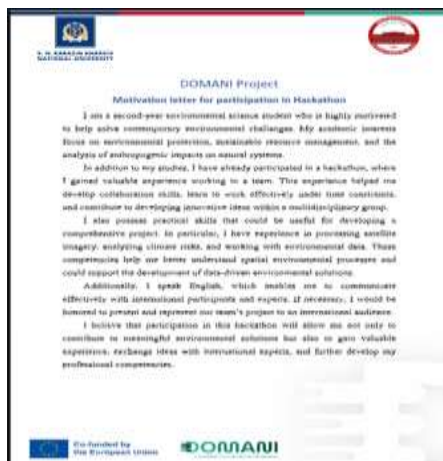 V. N. KARAZIN KHARKIV
NATIONAL UNIVERSITY
DOMANI Project
Motivation letter for participation in Hackathon
I am a second-year environmental science student who is highly motivated
to help solve contemporary environmental challenges. My academic interests
focus on environmental protection, sustainable resource management, and the
analysis of anthropogenic impacts on natural systems.
In addition to my studies, I have already participated in a hackathon, where
I gained valuable experience working in a team. This experience helped me
develop collaboration skills, learn to work effectively under time constraints,
and contribute to developing innovative ideas within a multidisciplinary group.
I also possess practical skills that could be useful for developing a
comprehensive project. In particular, I have experience in processing satellite
imagery, analyzing climate risks, and working with environmental data. These
competencies help me better understand spatial environmental processes and
could support the development of data-driven environmental solutions.
Additionally, I speak English, which enables me to communicate
effectively with international participants and experts. If necessary, I would be
honored to present and represent our team's project to an international audience.
I believe that participation in this hackathon will allow me not only to
contribute to meaningful environmental solutions but also to gain valuable
experience, exchange ideas with international experts, and further develop my
professional competencies.
Co-funded by
the European Union
DOMANI